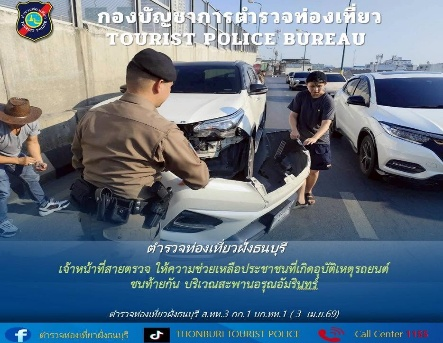 กองบัญชาการตำรวจท่องเที่ยว
TOURIST POLICE BUREAU
ตำรวจท่องเที่ยวฝั่งธนบุรี
เจ้าหน้าที่สายตรวจ ให้ความช่วยเหลือประชาชนที่เกิดอุบัติเหตุรถยนต์
ชนท้ายกัน บริเวณสะพานอรุณอัมรินทร์
ตำรวจท่องเที่ยวฝั่งธนบุรี ส.ทท.3 กก.1 บก.ทท.1 ( 3 เม.ย.69)
ตำรวจท่องเที่ยวฝั่งธนบุรี THONBURI TOURIST POLICE Call Center 1155